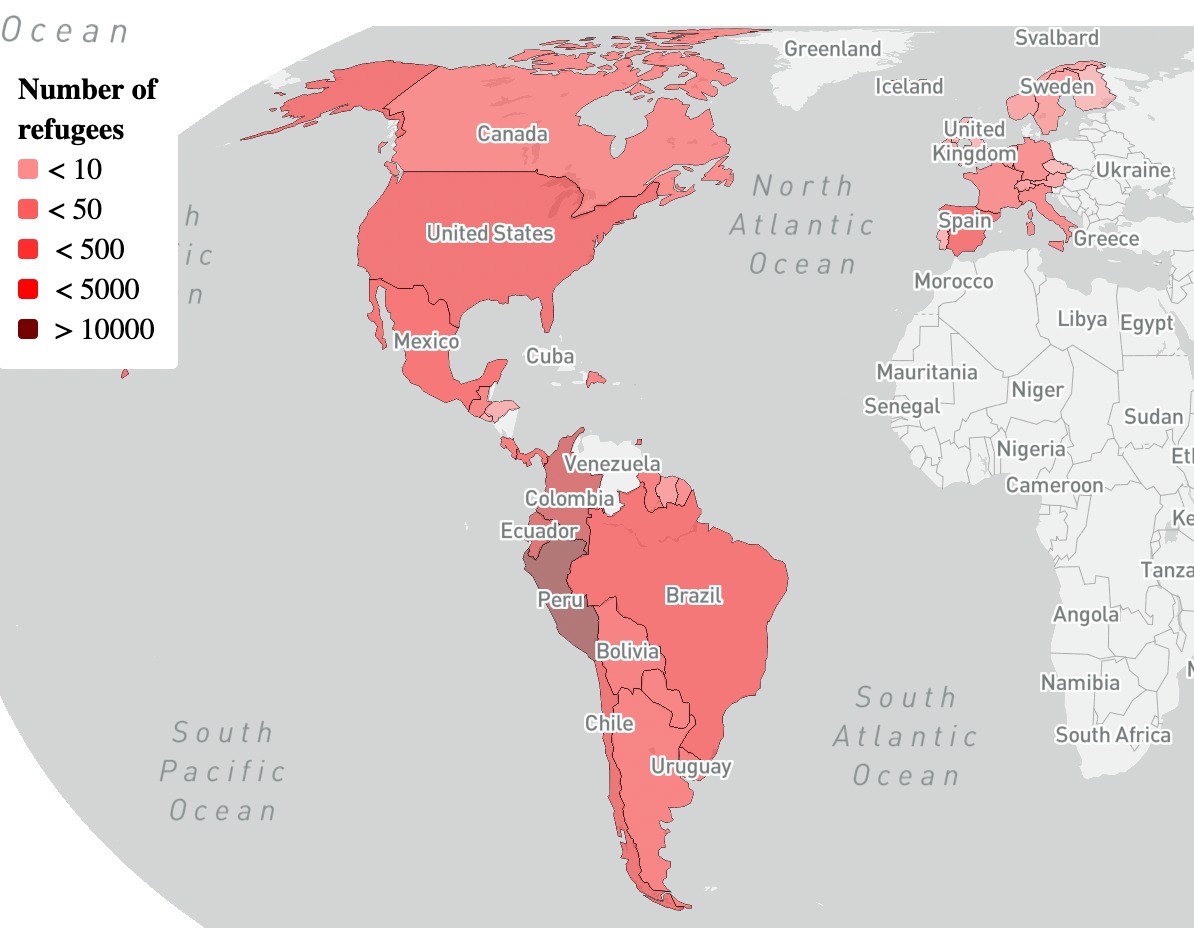 Ocean
Number of
refugees
< 10
< 50
< 500
< 5000
> 10000
h
ic
n
Greenland
Svalbard
Iceland
Sweden
Canada
United
Kingdom
Ukraine
North
Atlantic
Ocean
United States
Spain
Greece
Morocco
Mexico
Cuba
Libya
Egypt
Mauritania
Niger
Senegal
Sudan
Nigeria
Et
Venezuela
Cameroon
Colombia
Ecuador
Ke
Tanza
Peru
Brazil
Angola
Bolivia
Namibia
South
Atlantic
Ocean
Chile
South
Pacific
Ocean
South Africa
Uruguay